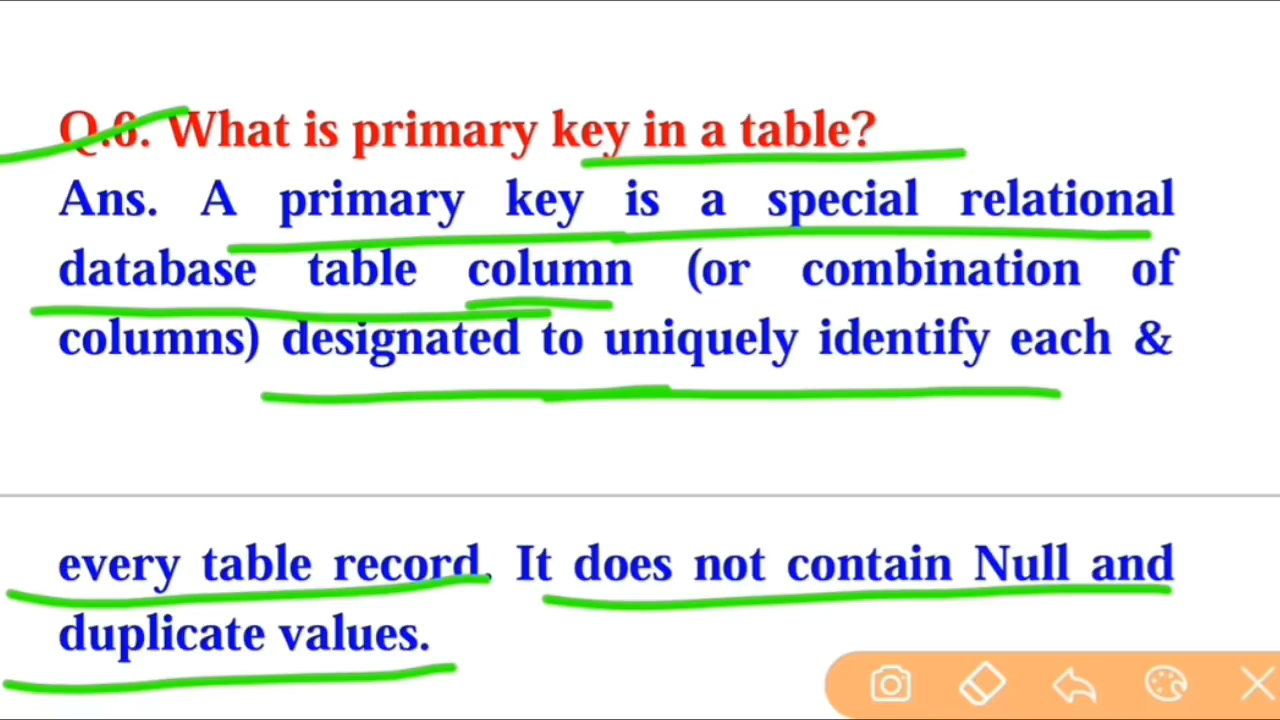 Q.6. What is primary key in a table?
Ans. A primary key is a special relational
database table column (or combination of
columns) designated to uniquely identify each &
every table record. It does not contain Null and
duplicate values.